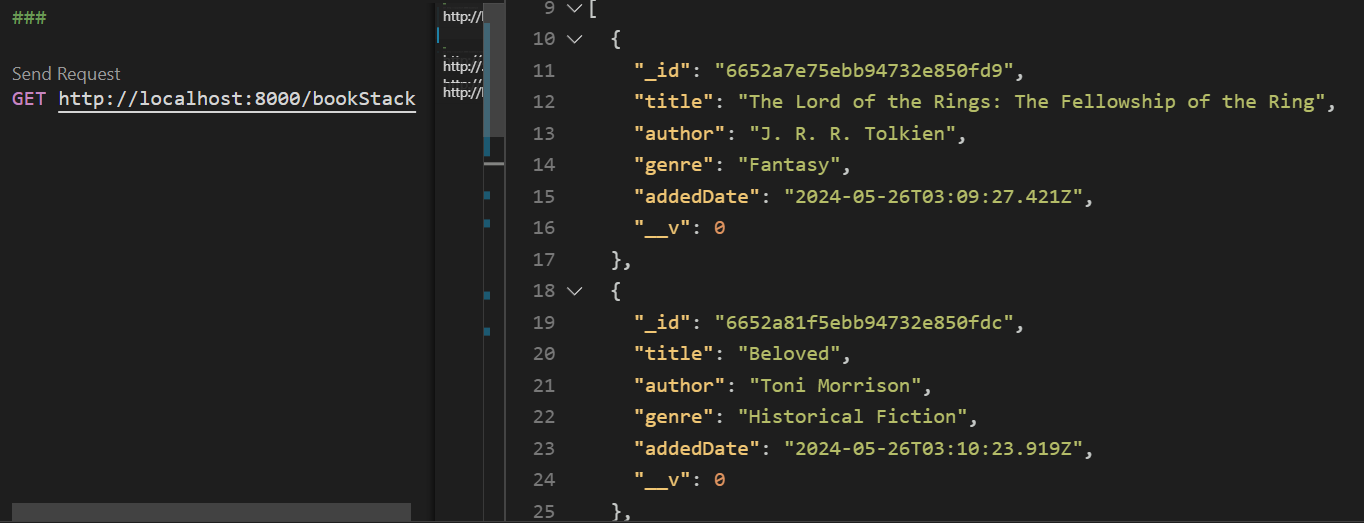 ###
Send Request
GET http://localhost:8000/bookStack
http://
http://
http://
9 [
10 {
11 "_id": "6652a7e75ebb94732e850fd9",
12 "title": "The Lord of the Rings: The Fellowship of the Ring",
13 "author": "J. R. R. Tolkien",
14 "genre": "Fantasy",
15 "addedDate": "2024-05-26T03:09:27.421Z",
16 "__v": 0
17 },
18 {
19 "_id": "6652a81f5ebb94732e850fdc",
20 "title": "Beloved",
21 "author": "Toni Morrison",
22 "genre": "Historical Fiction",
23 "addedDate": "2024-05-26T03:10:23.919Z",
24 "__v": 0
25 },